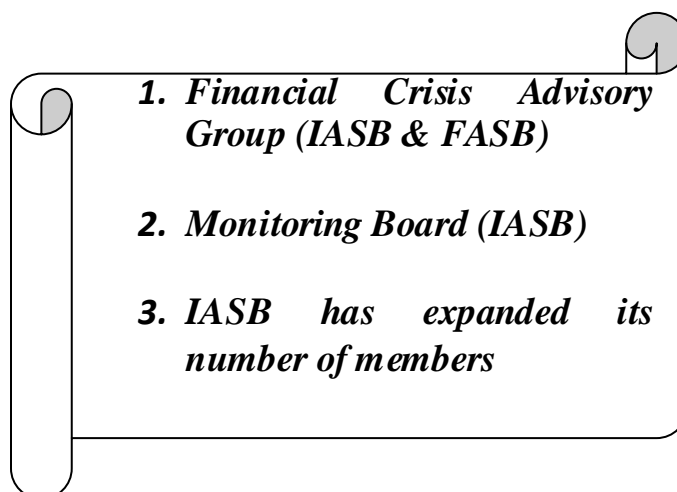 1. Financial Crisis Advisory
Group (IASB & FASB)
2. Monitoring Board (IASB)
3. IASB has expanded its
number of members